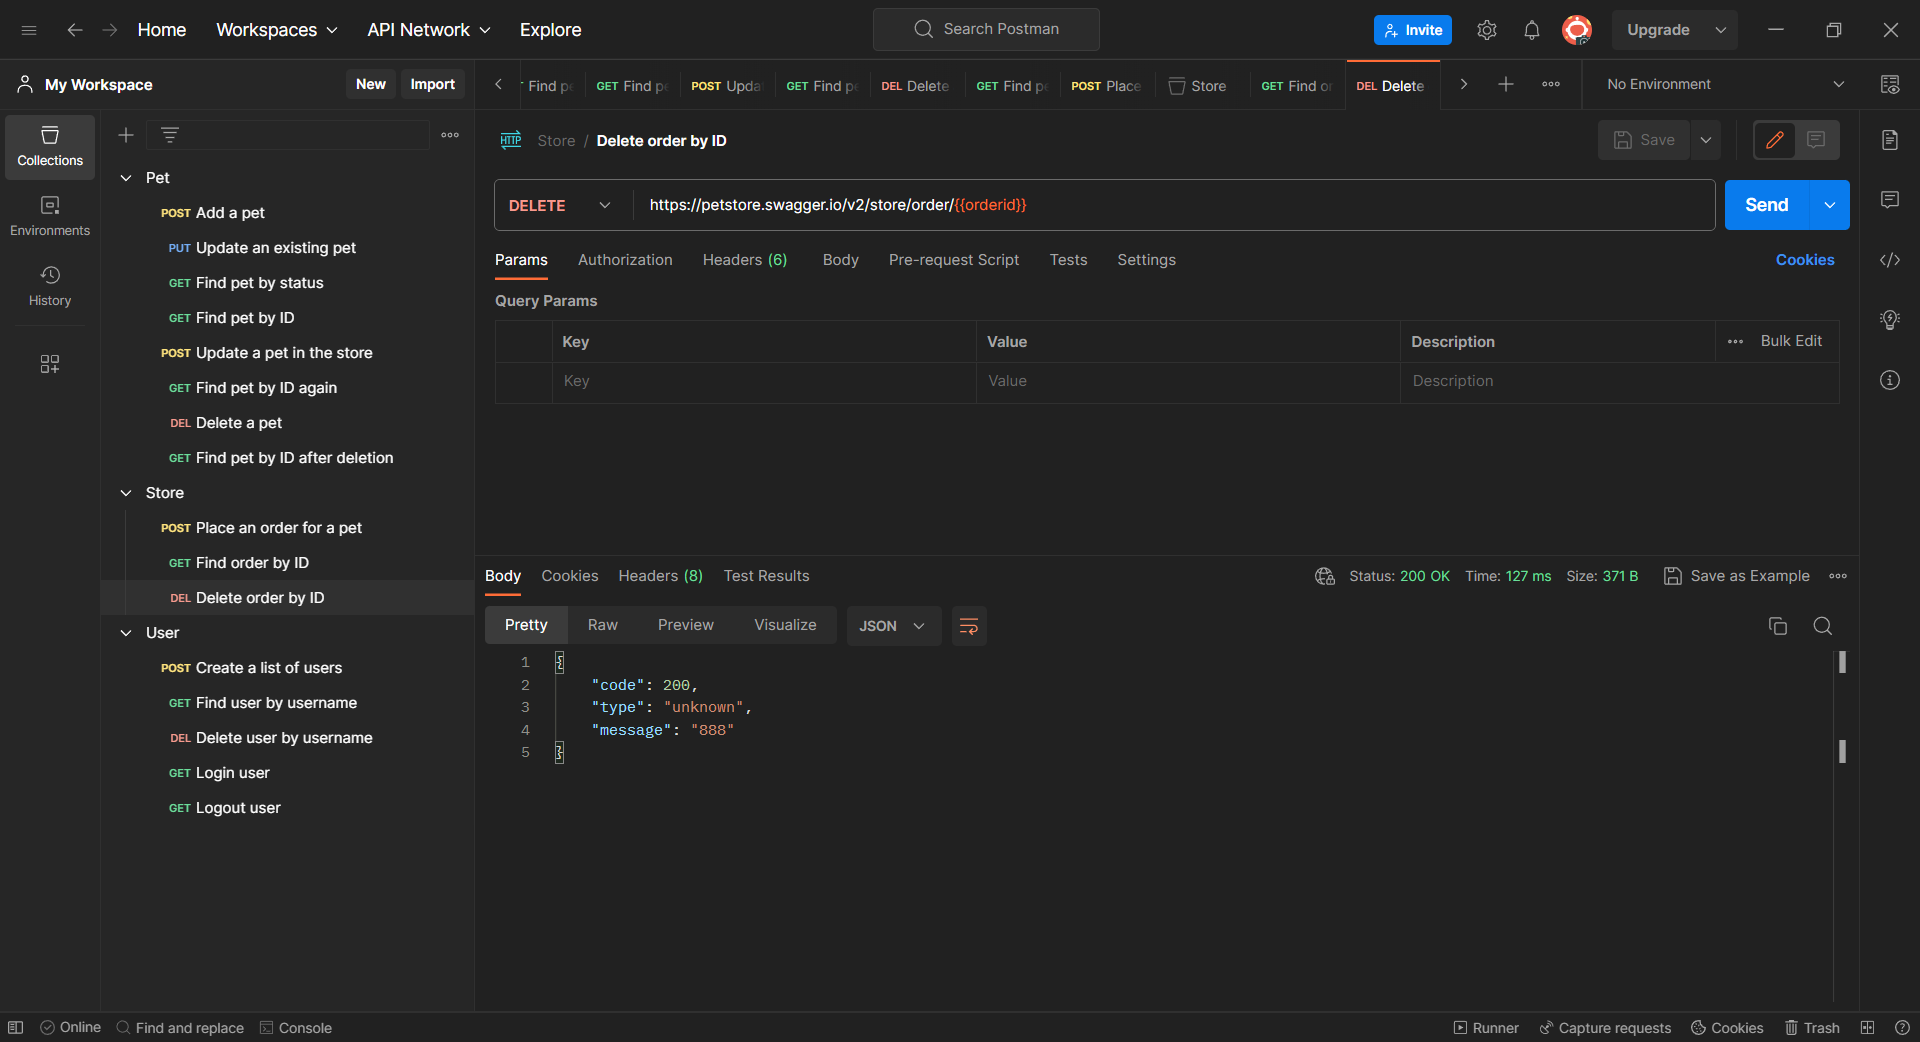 Home Workspaces API Network Explore Search Postman Invite Upgrade
My Workspace New Import
Find pe GET Find pe POST Updat GET Find pe DEL Delete GET Find pe POST Place Store GET Find or DEL Delete No Environment
Collections
Environments
History
Pet
POST Add a pet
PUT Update an existing pet
GET Find pet by status
GET Find pet by ID
POST Update a pet in the store
GET Find pet by ID again
DEL Delete a pet
GET Find pet by ID after deletion
Store
POST Place an order for a pet
GET Find order by ID
DEL Delete order by ID
User
POST Create a list of users
GET Find user by username
DEL Delete user by username
GET Login user
GET Logout user
HTTP Store / Delete order by ID Save
DELETE https://petstore.swagger.io/v2/store/order/{{orderid}} Send
Params Authorization Headers (6) Body Pre-request Script Tests Settings Cookies
Query Params
Key Value Description Bulk Edit
Key Value Description
Body Cookies Headers (8) Test Results Status: 200 OK Time: 127 ms Size: 371 B Save as Example
Pretty Raw Preview Visualize JSON
1 {
2 "code": 200,
3 "type": "unknown",
4 "message": "888"
5 }
Online Find and replace Console Runner Capture requests Cookies Trash